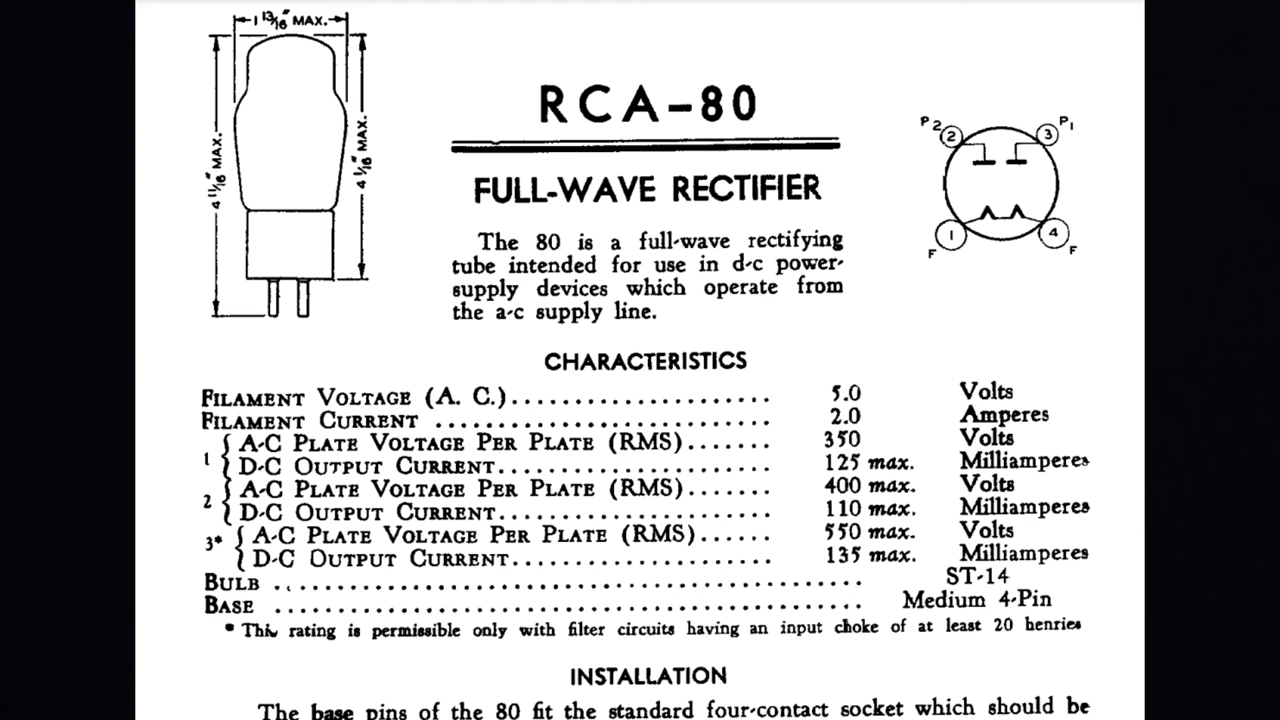 1 13/16" MAX.
4 11/16" MAX.
4 1/16" MAX.
RCA-80
FULL-WAVE RECTIFIER
P2
2
3
P1
1
4
F
F
The 80 is a full-wave rectifying
tube intended for use in d-c power-
supply devices which operate from
the a-c supply line.
CHARACTERISTICS
FILAMENT VOLTAGE (A. C.)...................... 5.0 Volts
FILAMENT CURRENT ............................ 2.0 Amperes
1 { A-C PLATE VOLTAGE PER PLATE (RMS)....... 350 Volts
D-C OUTPUT CURRENT....................... 125 max. Milliamperes
2 { A-C PLATE VOLTAGE PER PLATE (RMS)....... 400 max. Volts
D-C OUTPUT CURRENT....................... 110 max. Milliamperes
3* { A-C PLATE VOLTAGE PER PLATE (RMS)...... 550 max. Volts
D-C OUTPUT CURRENT...................... 135 max. Milliamperes
BULB .................................................. ST-14
BASE .................................................. Medium 4-Pin
* This rating is permissible only with filter circuits having an input choke of at least 20 henries
INSTALLATION
The base pins of the 80 fit the standard four-contact socket which should be